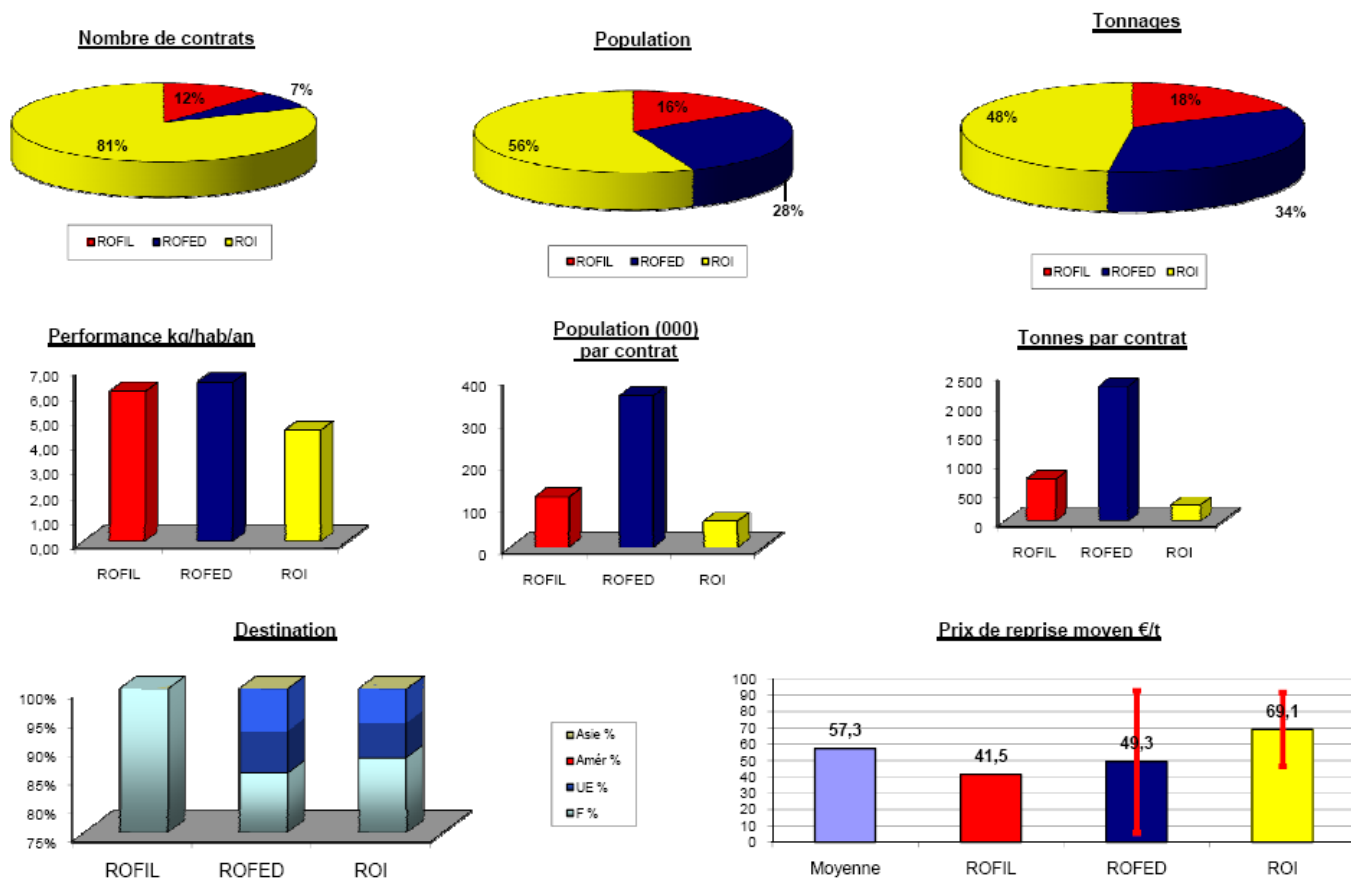 Nombre de contrats
12%
7%
81%
ROFIL ROFED ROI
Population
16%
56%
28%
ROFIL ROFED ROI
Tonnages
18%
48%
34%
ROFIL ROFED ROI
Performance kg/hab/an
7,00
6,00
5,00
4,00
3,00
2,00
1,00
0,00
ROFIL ROFED ROI
Population (000)
par contrat
400
300
200
100
0
ROFIL ROFED ROI
Tonnes par contrat
2 500
2 000
1 500
1 000
500
0
ROFIL ROFED ROI
Destination
100%
95%
90%
85%
80%
75%
ROFIL ROFED ROI
Asie %
Amér %
UE %
F %
Prix de reprise moyen €/t
100
90
80
70
60
50
40
30
20
10
0
57,3
41,5
49,3
69,1
Moyenne ROFIL ROFED ROI